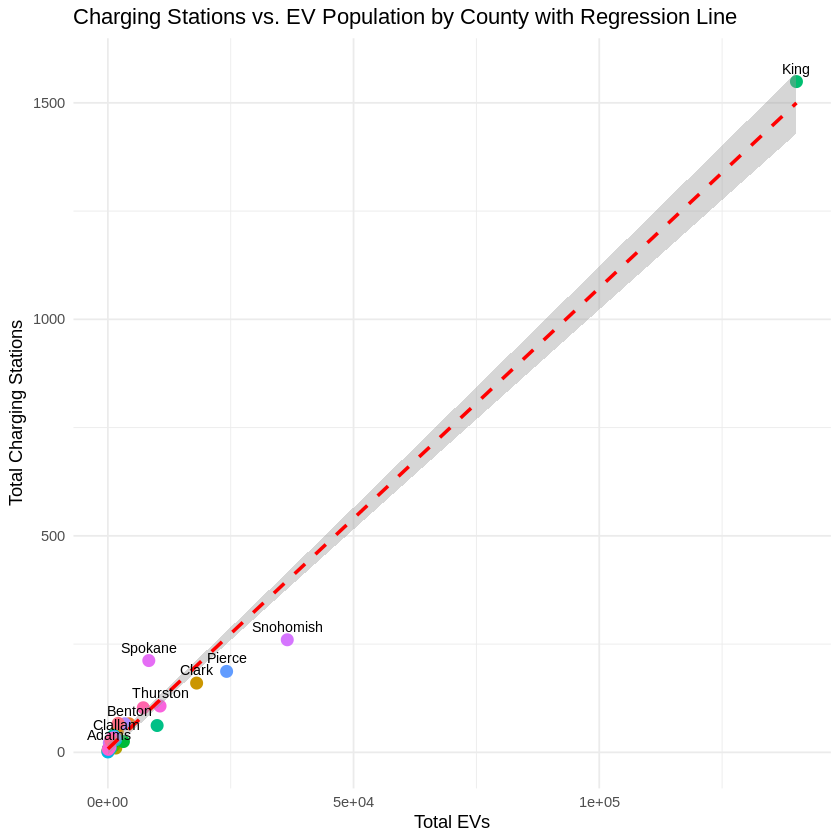 Charging Stations vs. EV Population by County with Regression Line
King
1500
1000
Total Charging Stations
500
Snohomish
Spokane
Pierce
Clark
Thurston
Benton
Clallam
Adams
0
0e+00
5e+04
1e+05
Total EVs